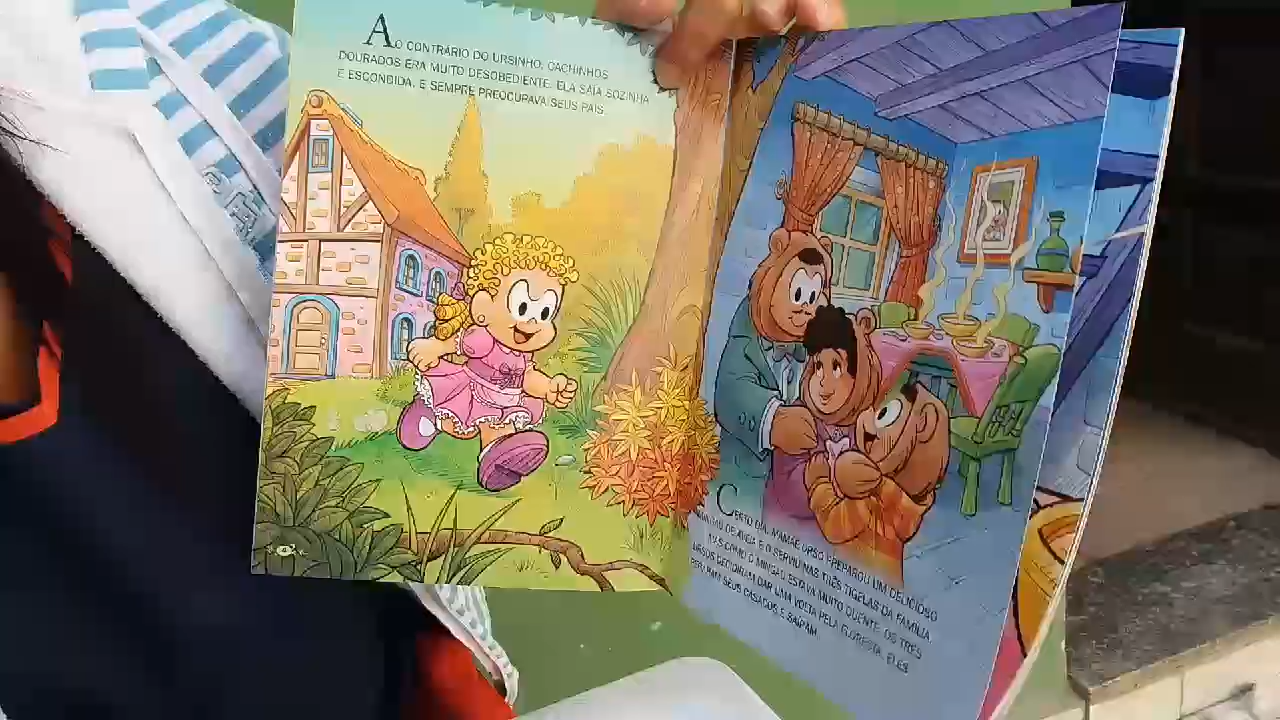 AO CONTRÁRIO DO URSINHO, CACHINHOS
DOURADOS ERA MUITO DESOBEDIENTE. ELA SAÍA SOZINHA
E ESCONDIDA, E SEMPRE PREOCUPAVA SEUS PAIS.
CERTO DIA, MAMÃE URSO PREPAROU UM DELICIOSO
MINGAU DE AVEIA E O SERVIU NAS TRÊS TIGELAS DA FAMÍLIA.
MAS COMO O MINGAU ESTAVA MUITO QUENTE, OS TRÊS
URSOS DECIDIRAM DAR UMA VOLTA PELA FLORESTA. ELES
PEGARAM SEUS CASACOS E SAÍRAM.